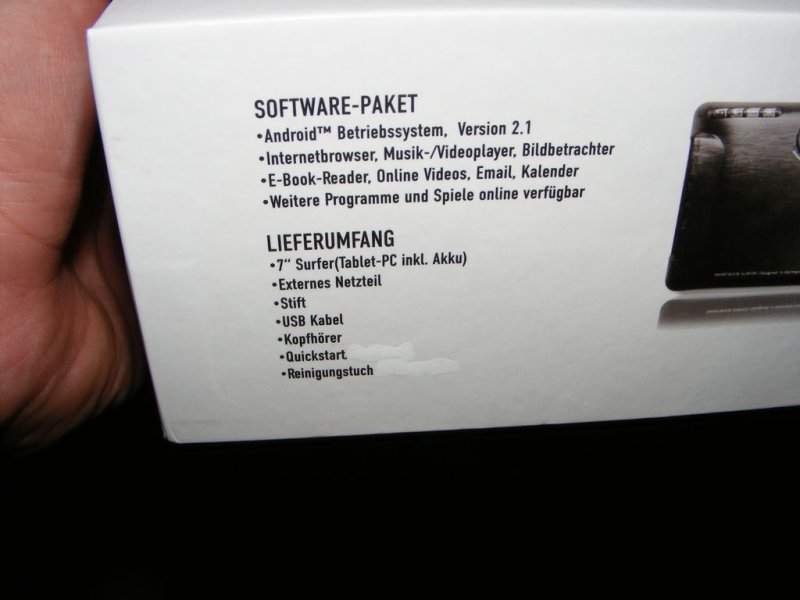 SOFTWARE-PAKET
•Android™ Betriebssystem, Version 2.1
•Internetbrowser, Musik-/Videoplayer, Bildbetrachter
•E-Book-Reader, Online Videos, Email, Kalender
•Weitere Programme und Spiele online verfügbar
LIEFERUMFANG
•7“ Surfer(Tablet-PC inkl. Akku)
•Externes Netzteil
•Stift
•USB Kabel
•Kopfhörer
•Quickstart
•Reinigungstuch